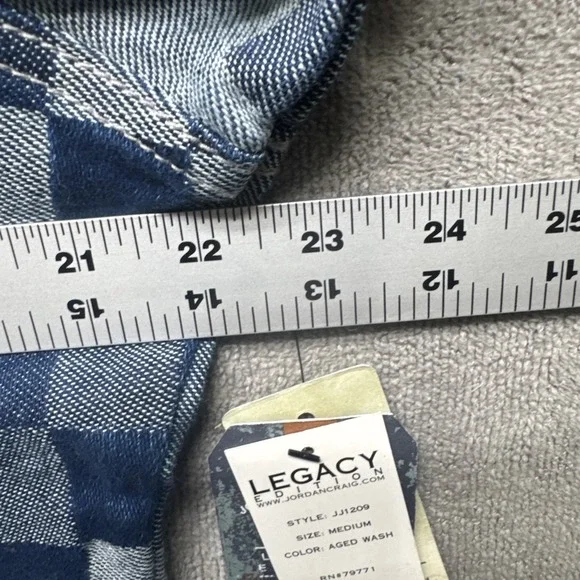 21 22 23 24 25
15 14 13 12 11
LEGACY
EDITION
WWW.JORDANCRAIG.COM
STYLE: JJ1209
SIZE: MEDIUM
COLOR: AGED WASH
RN#79771